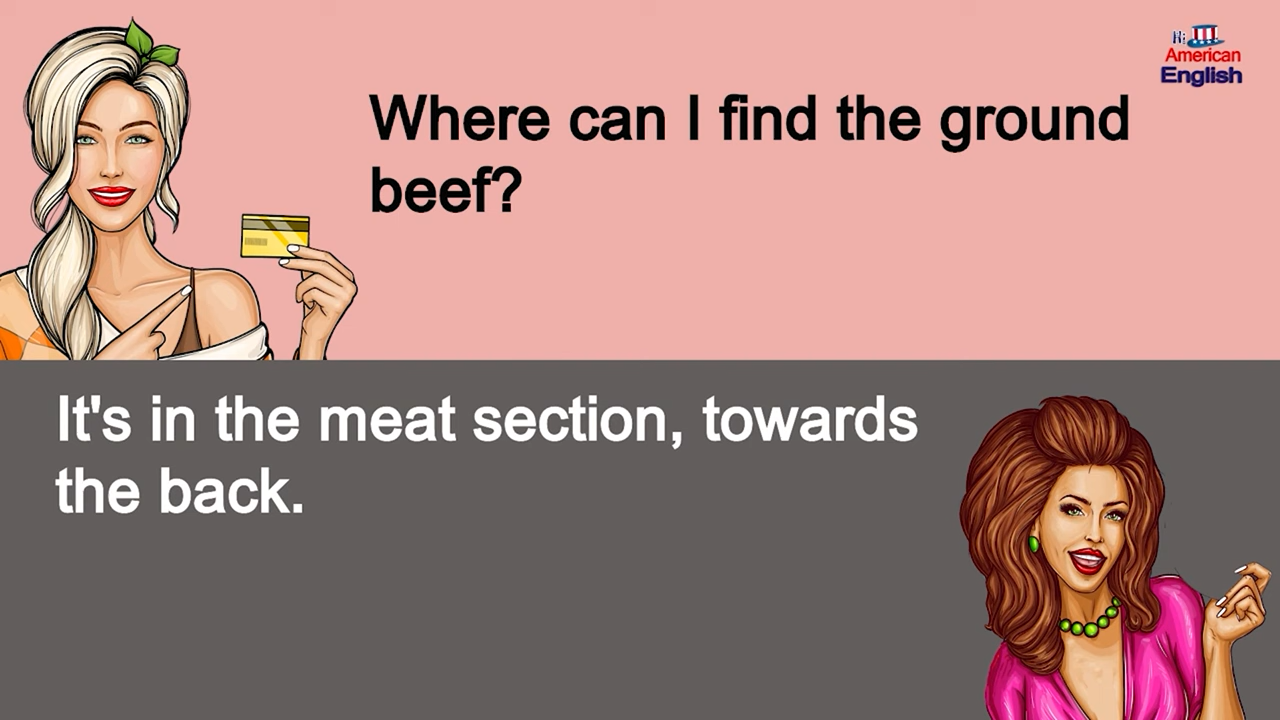 Hi
American
English
Where can I find the ground
beef?
It's in the meat section, towards
the back.